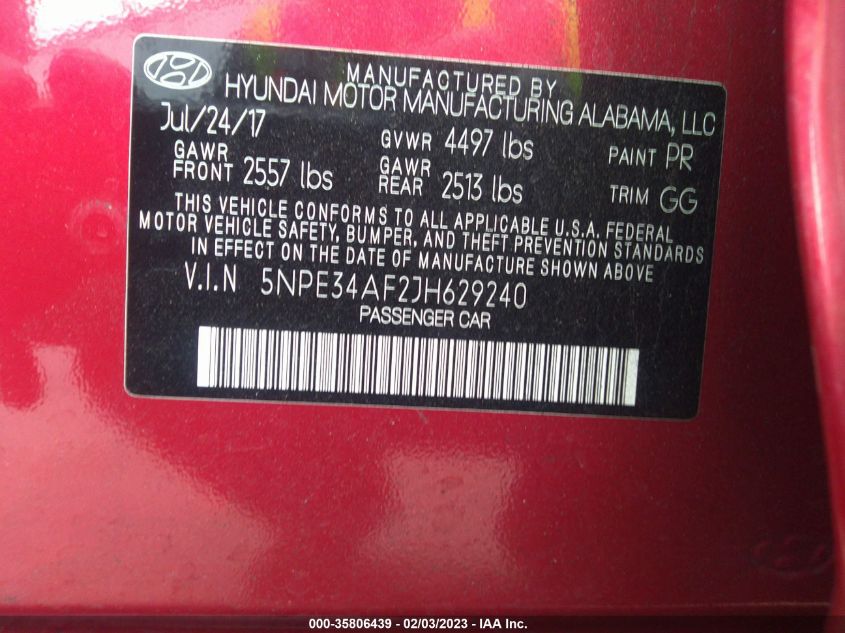 MANUFACTURED BY
HYUNDAI MOTOR MANUFACTURING ALABAMA, LLC
Jul/24/17 GVWR 4497 lbs PAINT PR
GAWR FRONT 2557 lbs GAWR REAR 2513 lbs TRIM GG
THIS VEHICLE CONFORMS TO ALL APPLICABLE U.S.A. FEDERAL
MOTOR VEHICLE SAFETY, BUMPER, AND THEFT PREVENTION STANDARDS
IN EFFECT ON THE DATE OF MANUFACTURE SHOWN ABOVE
V.I.N 5NPE34AF2JH629240
PASSENGER CAR
000-35806439 - 02/03/2023 - IAA Inc.